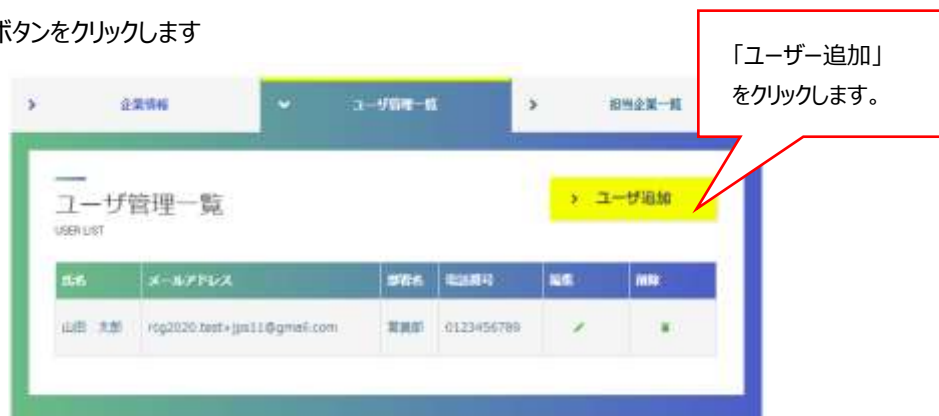 ボタンをクリックします
「ユーザー追加」
をクリックします。
企業情報
ユーザ管理一覧
担当企業一覧
ユーザ管理一覧
ユーザ追加
USER LIST
氏名 メールアドレス 部署名 電話番号 編集 削除
山田 太郎 rcg2020.test+jps11@gmail.com 営業部 0123456789